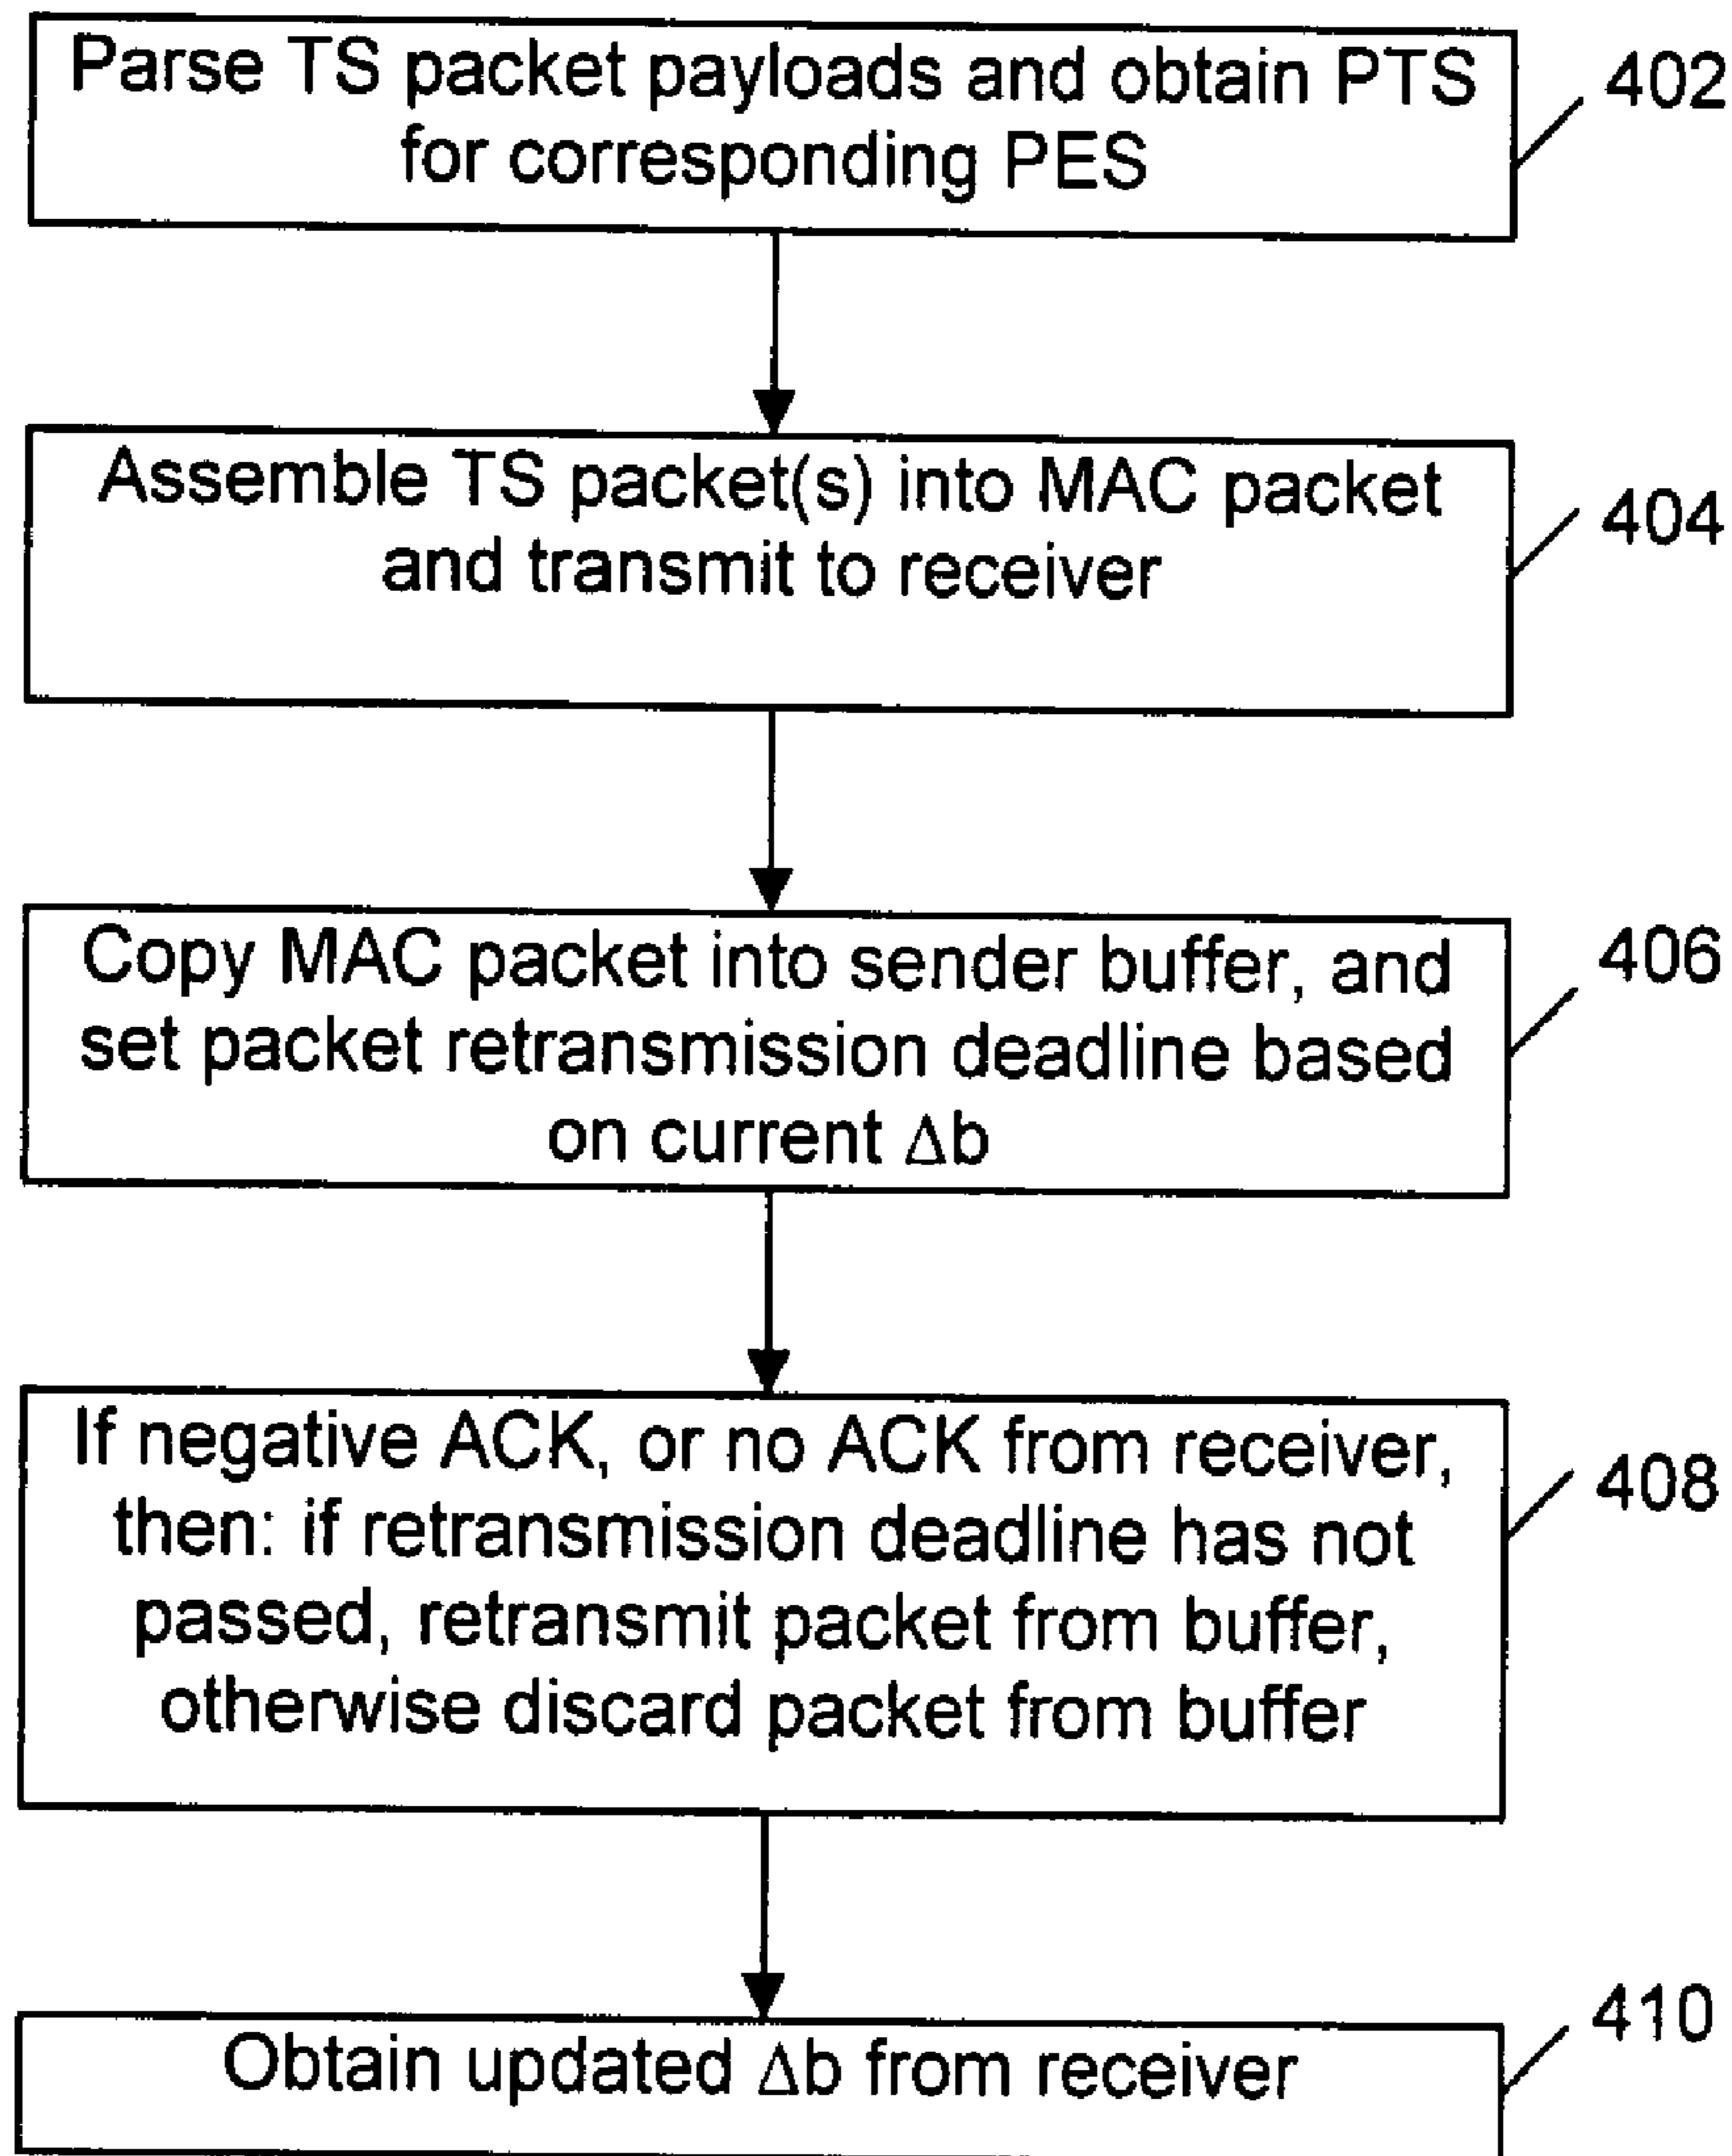 Parse TS packet payloads and obtain PTS
for corresponding PES
402
Assemble TS packet(s) into MAC packet
and transmit to receiver
404
Copy MAC packet into sender buffer, and
set packet retransmission deadline based
on current Δb
406
If negative ACK, or no ACK from receiver,
then: if retransmission deadline has not
passed, retransmit packet from buffer,
otherwise discard packet from buffer
408
Obtain updated Δb from receiver
410